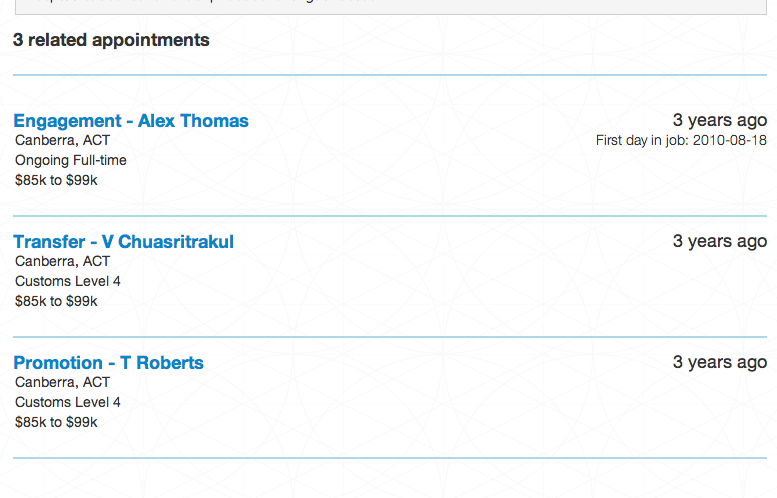 3 related appointments
Engagement - Alex Thomas
3 years ago
Canberra, ACT
First day in job: 2010-08-18
Ongoing Full-time
$85k to $99k
Transfer - V Chuasritrakul
3 years ago
Canberra, ACT
Customs Level 4
$85k to $99k
Promotion - T Roberts
3 years ago
Canberra, ACT
Customs Level 4
$85k to $99k